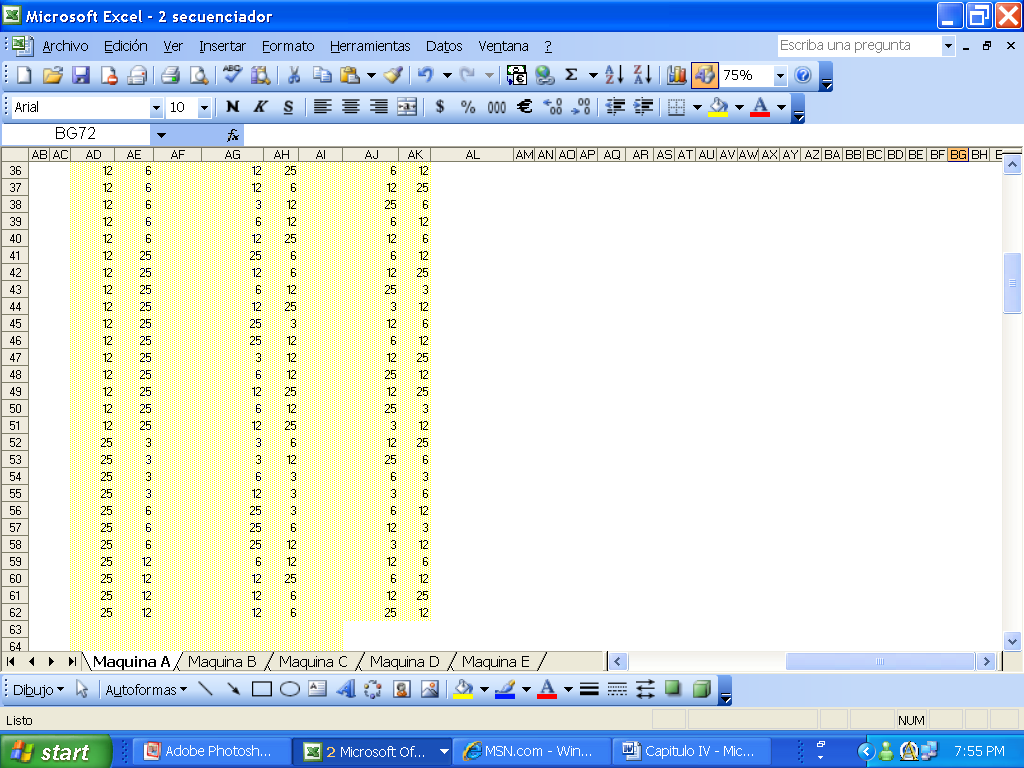 Microsoft Excel - 2 secuenciador
Archivo Edición Ver Insertar Formato Herramientas Datos Ventana ? Escriba una pregunta
75%
Arial 10 N K S $ % 000 €
BG72 fx
AB AC AD AE AF AG AH AI AJ AK AL AM AN AO AP AQ AR AS AT AU AV AW AX AY AZ BA BB BC BD BE BF BG BH
36 12 6 12 25 6 12
37 12 6 12 6 12 25
38 12 6 3 12 25 6
39 12 6 6 12 6 12
40 12 6 12 25 12 6
41 12 25 25 6 6 12
42 12 25 12 6 12 25
43 12 25 6 12 25 3
44 12 25 12 25 3 12
45 12 25 25 3 12 6
46 12 25 25 12 6 12
47 12 25 3 12 12 25
48 12 25 6 12 25 12
49 12 25 12 25 12 25
50 12 25 6 12 25 3
51 12 25 12 25 3 12
52 25 3 3 6 12 25
53 25 3 3 12 25 6
54 25 3 6 3 6 3
55 25 3 12 3 3 6
56 25 6 25 3 6 12
57 25 6 25 6 12 3
58 25 6 25 12 3 12
59 25 12 6 12 12 6
60 25 12 12 25 6 12
61 25 12 12 6 12 25
62 25 12 12 6 25 12
63
64
Maquina A Maquina B Maquina C Maquina D Maquina E
Dibujo Autoformas
Listo NUM
start Adobe Photosh... 2 Microsoft Of... MSN.com - Win... Capitulo IV - Mic... 7:55 PM